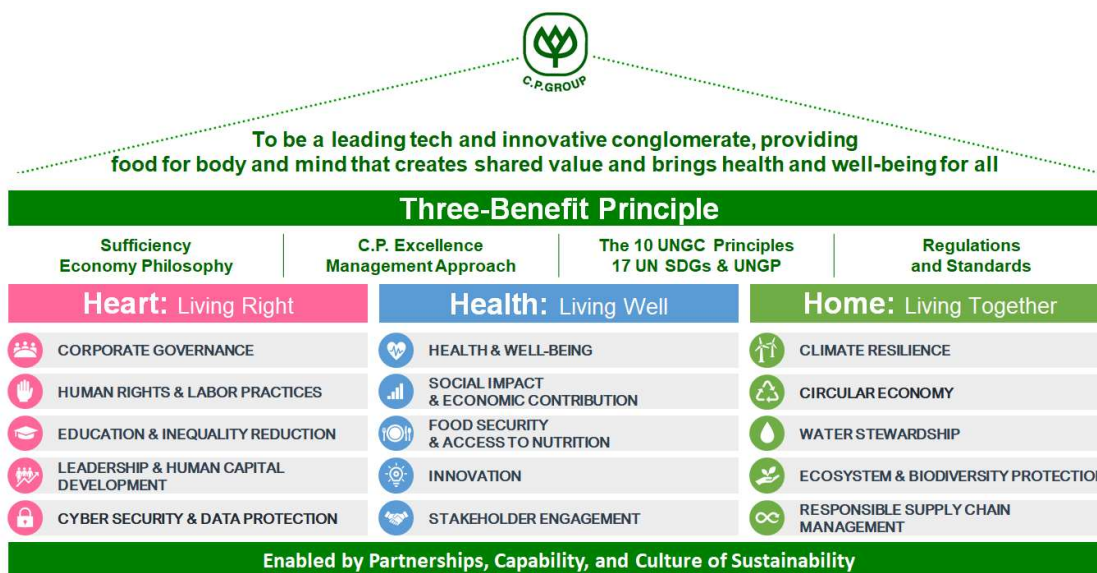 C.P.GROUP
To be a leading tech and innovative conglomerate, providing
food for body and mind that creates shared value and brings health and well-being for all
Three-Benefit Principle
Sufficiency
Economy Philosophy
C.P. Excellence
Management Approach
The 10 UNGC Principles
17 UN SDGs & UNGP
Regulations
and Standards
Heart: Living Right
CORPORATE GOVERNANCE
HUMAN RIGHTS & LABOR PRACTICES
EDUCATION & INEQUALITY REDUCTION
LEADERSHIP & HUMAN CAPITAL
DEVELOPMENT
CYBER SECURITY & DATA PROTECTION
Health: Living Well
HEALTH & WELL-BEING
SOCIAL IMPACT
& ECONOMIC CONTRIBUTION
FOOD SECURITY
& ACCESS TO NUTRITION
INNOVATION
STAKEHOLDER ENGAGEMENT
Home: Living Together
CLIMATE RESILIENCE
CIRCULAR ECONOMY
WATER STEWARDSHIP
ECOSYSTEM & BIODIVERSITY PROTECTION
RESPONSIBLE SUPPLY CHAIN
MANAGEMENT
Enabled by Partnerships, Capability, and Culture of Sustainability